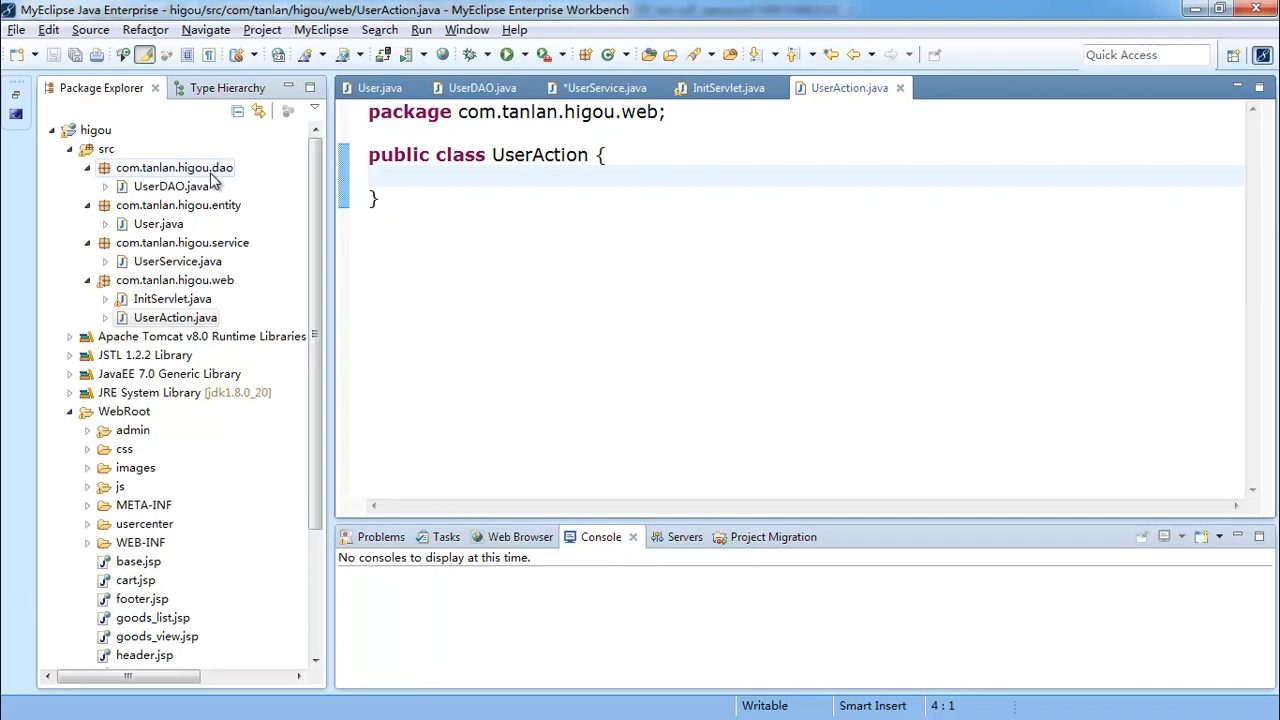 MyEclipse Java Enterprise - higou/src/com/tanlan/higou/web/UserAction.java - MyEclipse Enterprise Workbench
File Edit Source Refactor Navigate Project MyEclipse Search Run Window Help
Quick Access
Package Explorer Type Hierarchy
User.java UserDAO.java *UserService.java InitServlet.java UserAction.java
package com.tanlan.higou.web;
public class UserAction {
}
higou
src
com.tanlan.higou.dao
UserDAO.java
com.tanlan.higou.entity
User.java
com.tanlan.higou.service
UserService.java
com.tanlan.higou.web
InitServlet.java
UserAction.java
Apache Tomcat v8.0 Runtime Libraries
JSTL 1.2.2 Library
JavaEE 7.0 Generic Library
JRE System Library [jdk1.8.0_20]
WebRoot
admin
css
images
js
META-INF
usercenter
WEB-INF
base.jsp
cart.jsp
footer.jsp
goods_list.jsp
goods_view.jsp
header.jsp
Problems Tasks Web Browser Console Servers Project Migration
No consoles to display at this time.
Writable Smart Insert 4 : 1